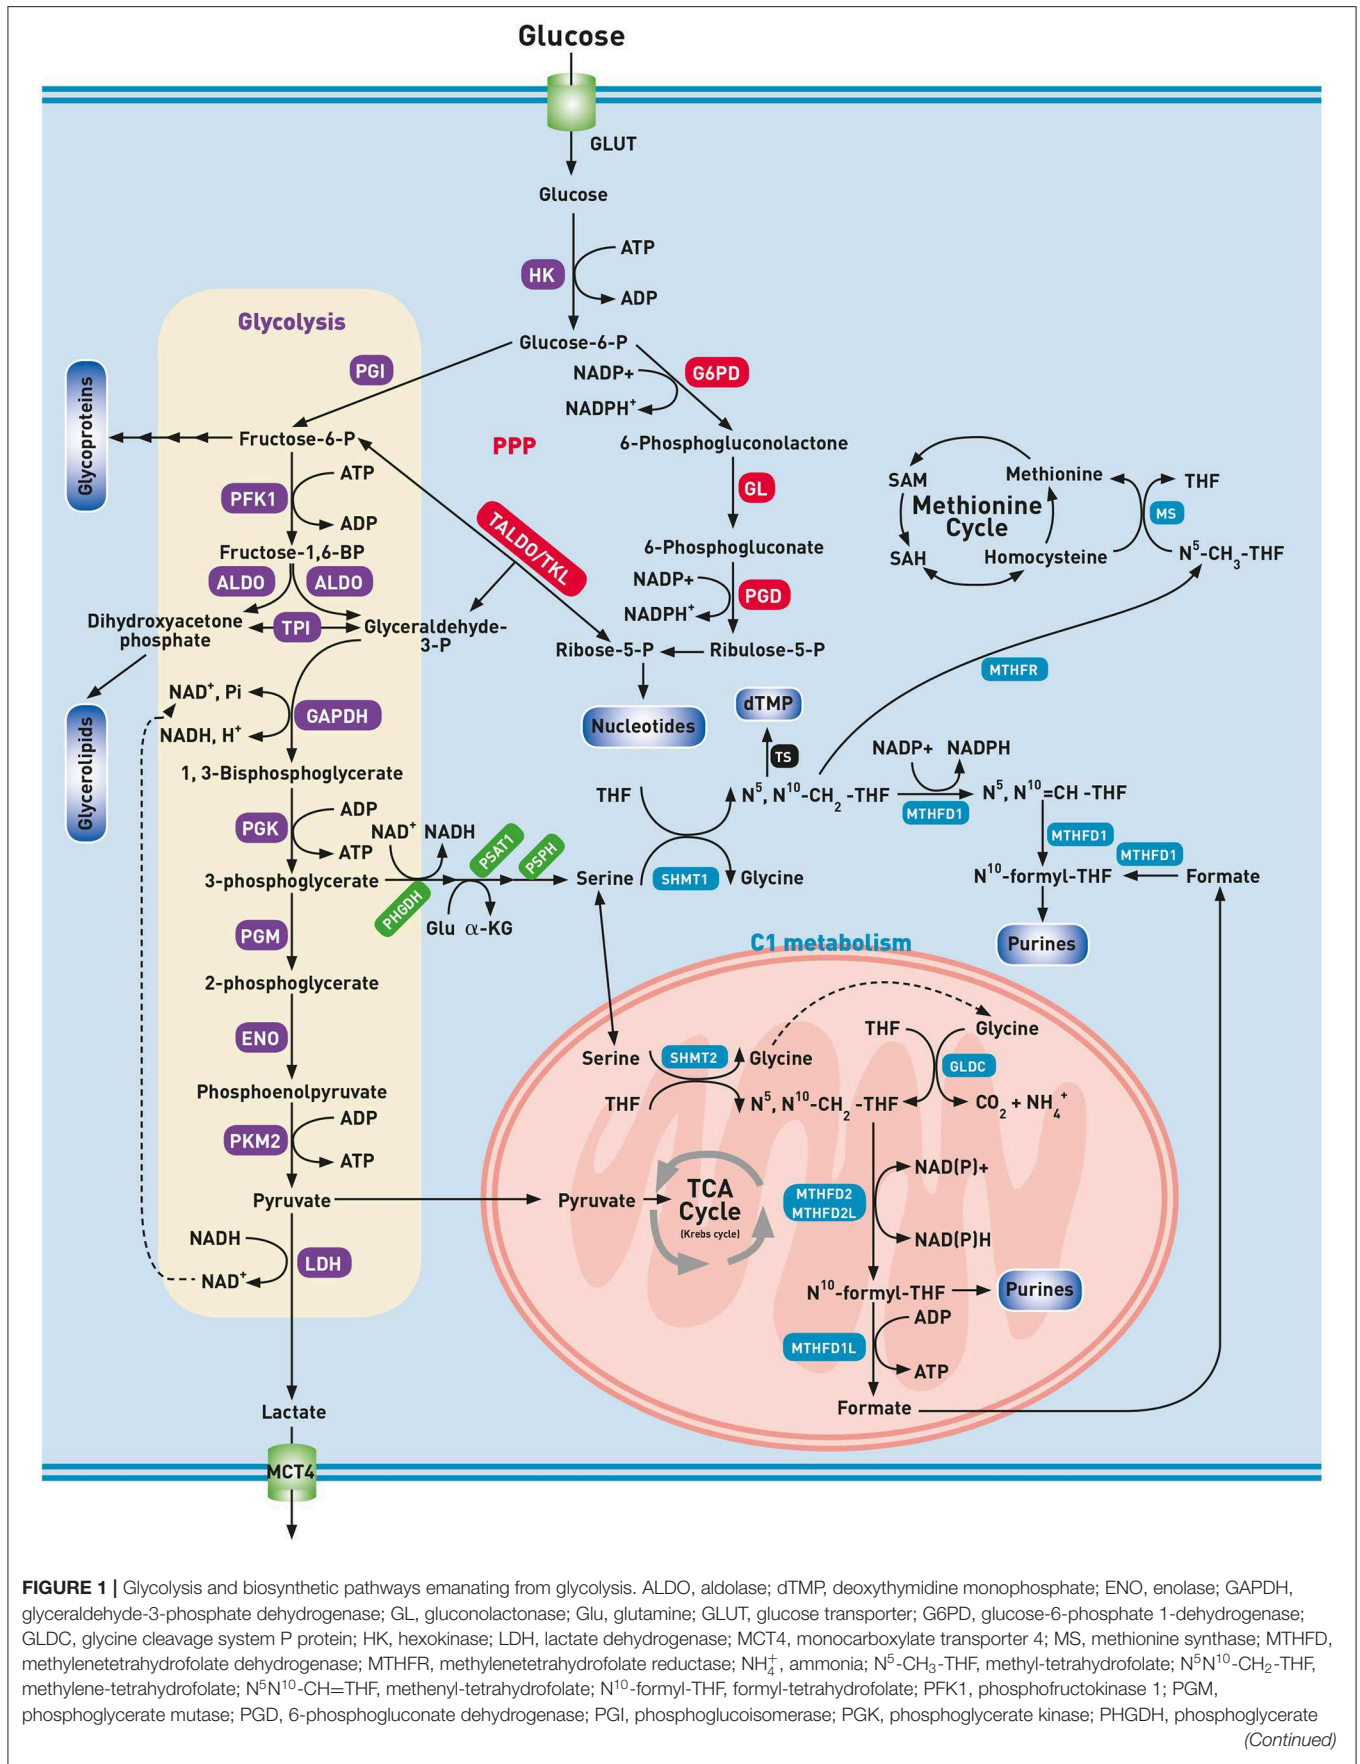 Glucose
GLUT
Glucose
ATP
HK
ADP
Glycolysis
Glucose-6-P
PGI
NADP+
G6PD
NADPH⁺
Glycoproteins
Fructose-6-P
PPP
6-Phosphogluconolactone
ATP
PFK1
ADP
GL
SAM
Methionine
THF
Methionine
Cycle
MS
TALDO/TKL
Fructose-1,6-BP
6-Phosphogluconate
SAH
Homocysteine
N⁵-CH₃-THF
ALDO
ALDO
NADP+
PGD
NADPH⁺
Dihydroxyacetone
phosphate
TPI
Glyceraldehyde-
3-P
Ribose-5-P
Ribulose-5-P
MTHFR
NAD⁺, Pi
GAPDH
NADH, H⁺
Glycerolipids
Nucleotides
dTMP
TS
NADP+
NADPH
1, 3-Bisphosphoglycerate
THF
N⁵, N¹⁰-CH₂ -THF
MTHFD1
N⁵, N¹⁰=CH -THF
ADP
PGK
ATP
NAD⁺ NADH
PSAT1
PSPH
MTHFD1
MTHFD1
3-phosphoglycerate
PHGDH
Serine
SHMT1
Glycine
N¹⁰-formyl-THF
Formate
Glu α-KG
PGM
C1 metabolism
Purines
2-phosphoglycerate
ENO
THF
Glycine
Serine
SHMT2
Glycine
GLDC
Phosphoenolpyruvate
THF
N⁵, N¹⁰-CH₂ -THF
CO₂ + NH₄⁺
ADP
PKM2
ATP
NAD(P)+
MTHFD2
MTHFD2L
NAD(P)H
Pyruvate
Pyruvate
TCA
Cycle
(Krebs cycle)
NADH
LDH
NAD⁺
N¹⁰-formyl-THF
Purines
ADP
MTHFD1L
ATP
Lactate
Formate
MCT4
FIGURE 1 | Glycolysis and biosynthetic pathways emanating from glycolysis. ALDO, aldolase; dTMP, deoxythymidine monophosphate; ENO, enolase; GAPDH,
glyceraldehyde-3-phosphate dehydrogenase; GL, gluconolactonase; Glu, glutamine; GLUT, glucose transporter; G6PD, glucose-6-phosphate 1-dehydrogenase;
GLDC, glycine cleavage system P protein; HK, hexokinase; LDH, lactate dehydrogenase; MCT4, monocarboxylate transporter 4; MS, methionine synthase; MTHFD,
methylenetetrahydrofolate dehydrogenase; MTHFR, methylenetetrahydrofolate reductase; NH₄⁺, ammonia; N⁵-CH₃-THF, methyl-tetrahydrofolate; N⁵N¹⁰-CH₂-THF,
methylene-tetrahydrofolate; N⁵N¹⁰-CH=THF, methenyl-tetrahydrofolate; N¹⁰-formyl-THF, formyl-tetrahydrofolate; PFK1, phosphofructokinase 1; PGM,
phosphoglycerate mutase; PGD, 6-phosphogluconate dehydrogenase; PGI, phosphoglucoisomerase; PGK, phosphoglycerate kinase; PHGDH, phosphoglycerate
(Continued)